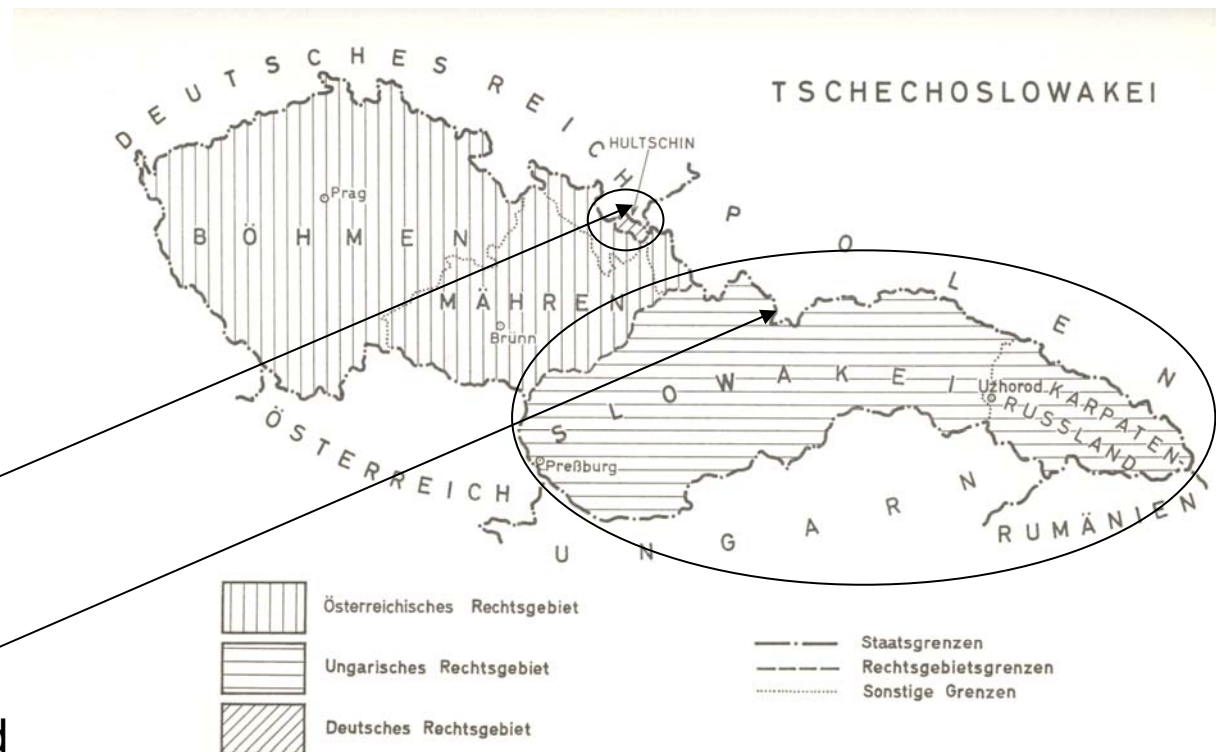 TSCHECHOSLOWAKEI
DEUTSCHES REICH
HULTSCHIN
POLEN
Prag
BÖHMEN
MÄHREN
Brünn
SLOWAKEI
Uzhorod
KARPATEN-
RUSSLAND
Preßburg
ÖSTERREICH
UNGARN
RUMÄNIEN
Österreichisches Rechtsgebiet
Ungarisches Rechtsgebiet
Deutsches Rechtsgebiet
Staatsgrenzen
Rechtsgebietsgrenzen
Sonstige Grenzen